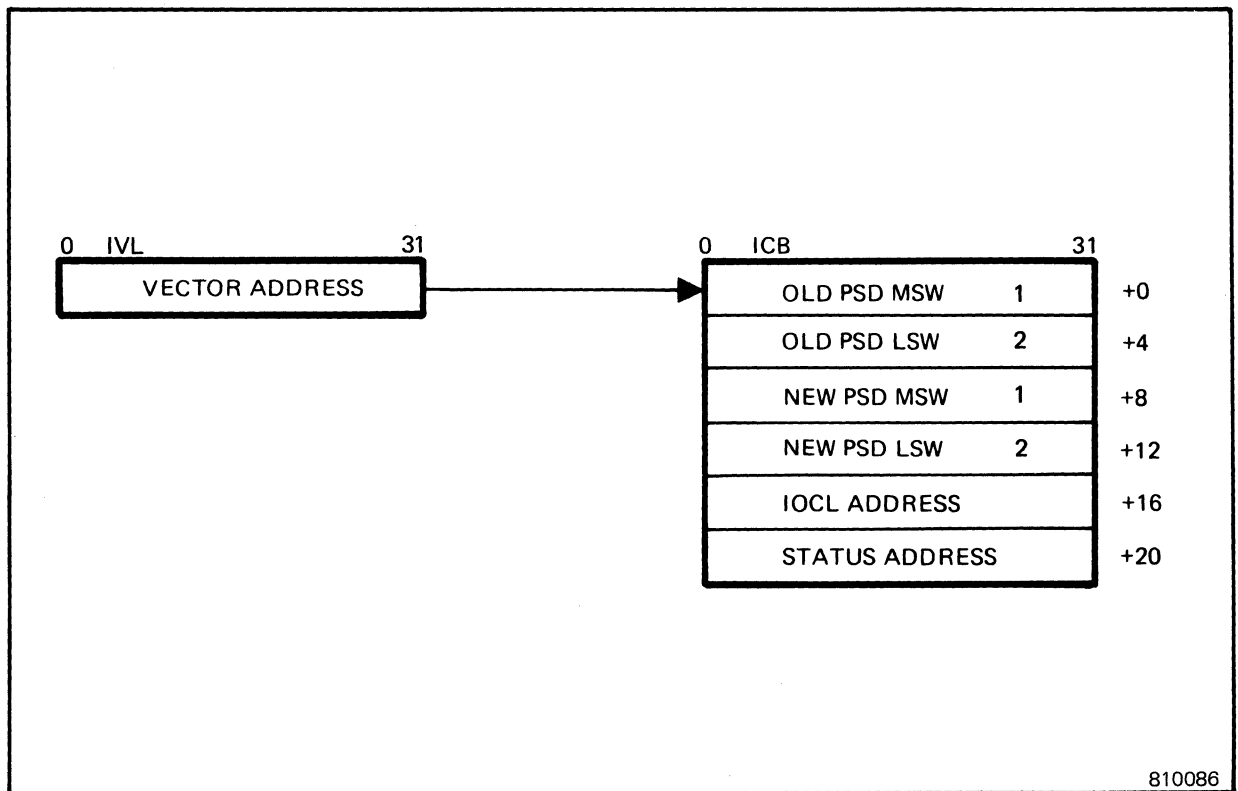 0 IVL 31
VECTOR ADDRESS
0 ICB 31
OLD PSD MSW 1 +0
OLD PSD LSW 2 +4
NEW PSD MSW 1 +8
NEW PSD LSW 2 +12
IOCL ADDRESS +16
STATUS ADDRESS +20
810086